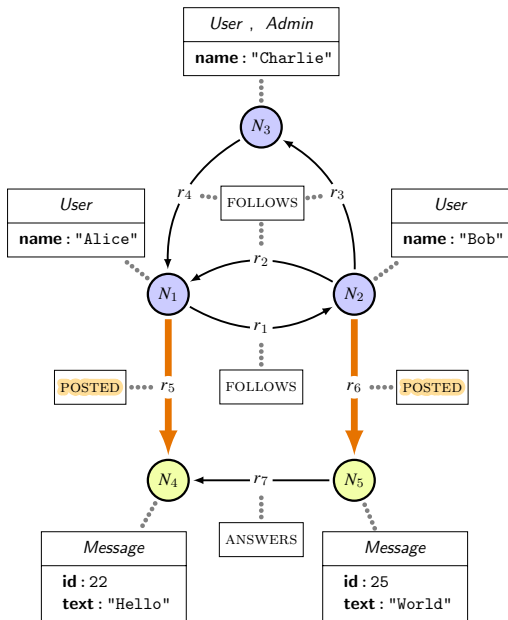 User , Admin
name : "Charlie"
N3
r4
FOLLOWS
r3
User
name : "Alice"
User
name : "Bob"
r2
N1
N2
r1
POSTED
r5
FOLLOWS
r6
POSTED
N4
r7
N5
ANSWERS
Message
id : 22
text : "Hello"
Message
id : 25
text : "World"